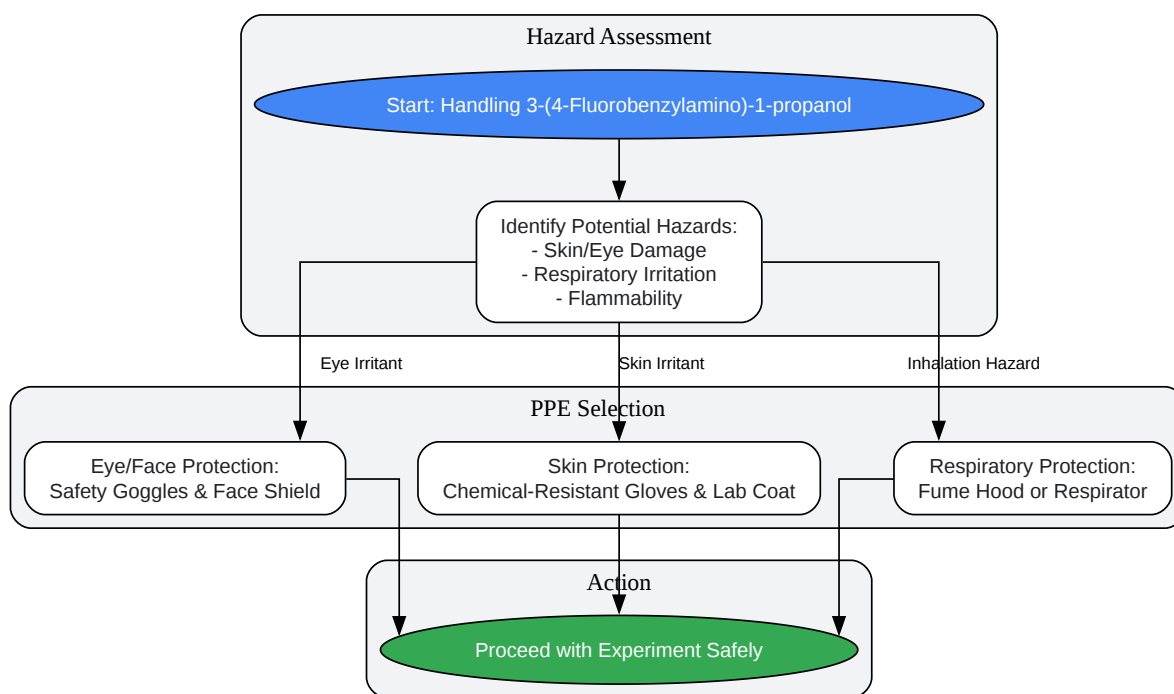 Hazard Assessment
Start: Handling 3-(4-Fluorobenzylamino)-1-propanol
Identify Potential Hazards:
- Skin/Eye Damage
- Respiratory Irritation
- Flammability
Eye Irritant
Skin Irritant
Inhalation Hazard
PPE Selection
Eye/Face Protection:
Safety Goggles & Face Shield
Skin Protection:
Chemical-Resistant Gloves & Lab Coat
Respiratory Protection:
Fume Hood or Respirator
Action
Proceed with Experiment Safely